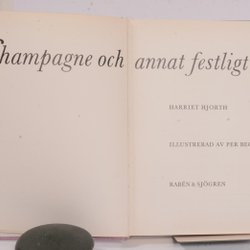 Champagne och annat festligt
HARRIET HJORTH
ILLUSTRERAD AV PER
RABÉN & SJÖGREN